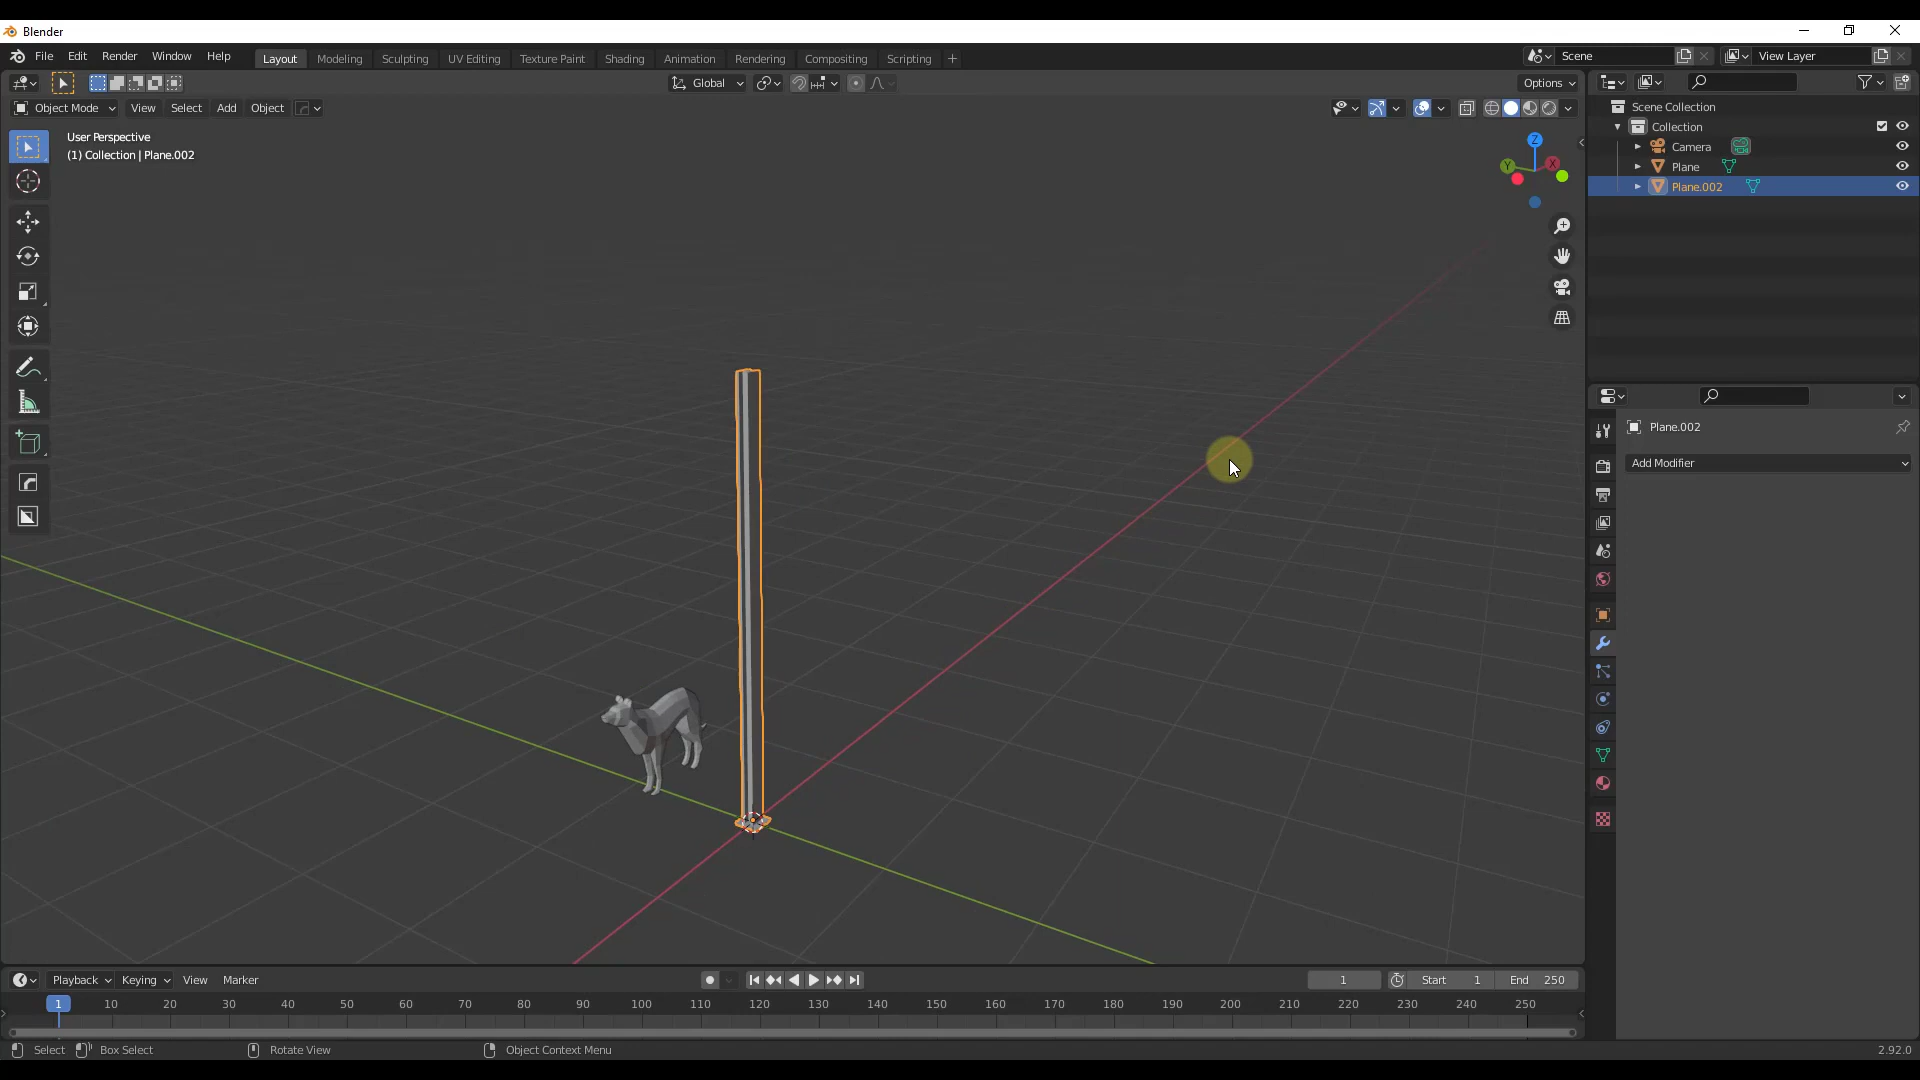 Blender
File Edit Render Window Help Layout Modeling Sculpting UV Editing Texture Paint Shading Animation Rendering Compositing Scripting + Scene View Layer
Global Options
Object Mode View Select Add Object
User Perspective
(1) Collection | Plane.002
Z
Y X
Scene Collection
Collection
Camera
Plane
Plane.002
Plane.002
Add Modifier
Playback Keying View Marker 1 Start 1 End 250
1 10 20 30 40 50 60 70 80 90 100 110 120 130 140 150 160 170 180 190 200 210 220 230 240 250
Select Box Select Rotate View Object Context Menu 2.92.0